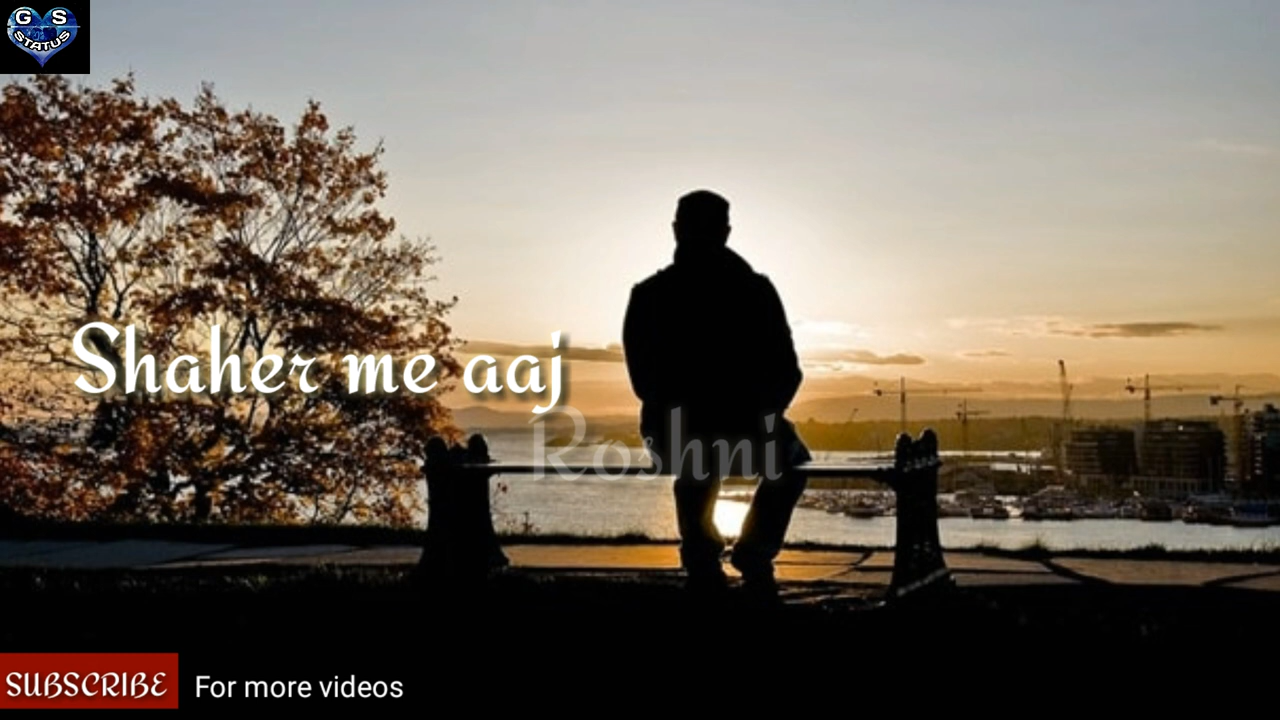 G S
STATUS
Shaher me aaj
Roshni
SUBSCRIBE
For more videos